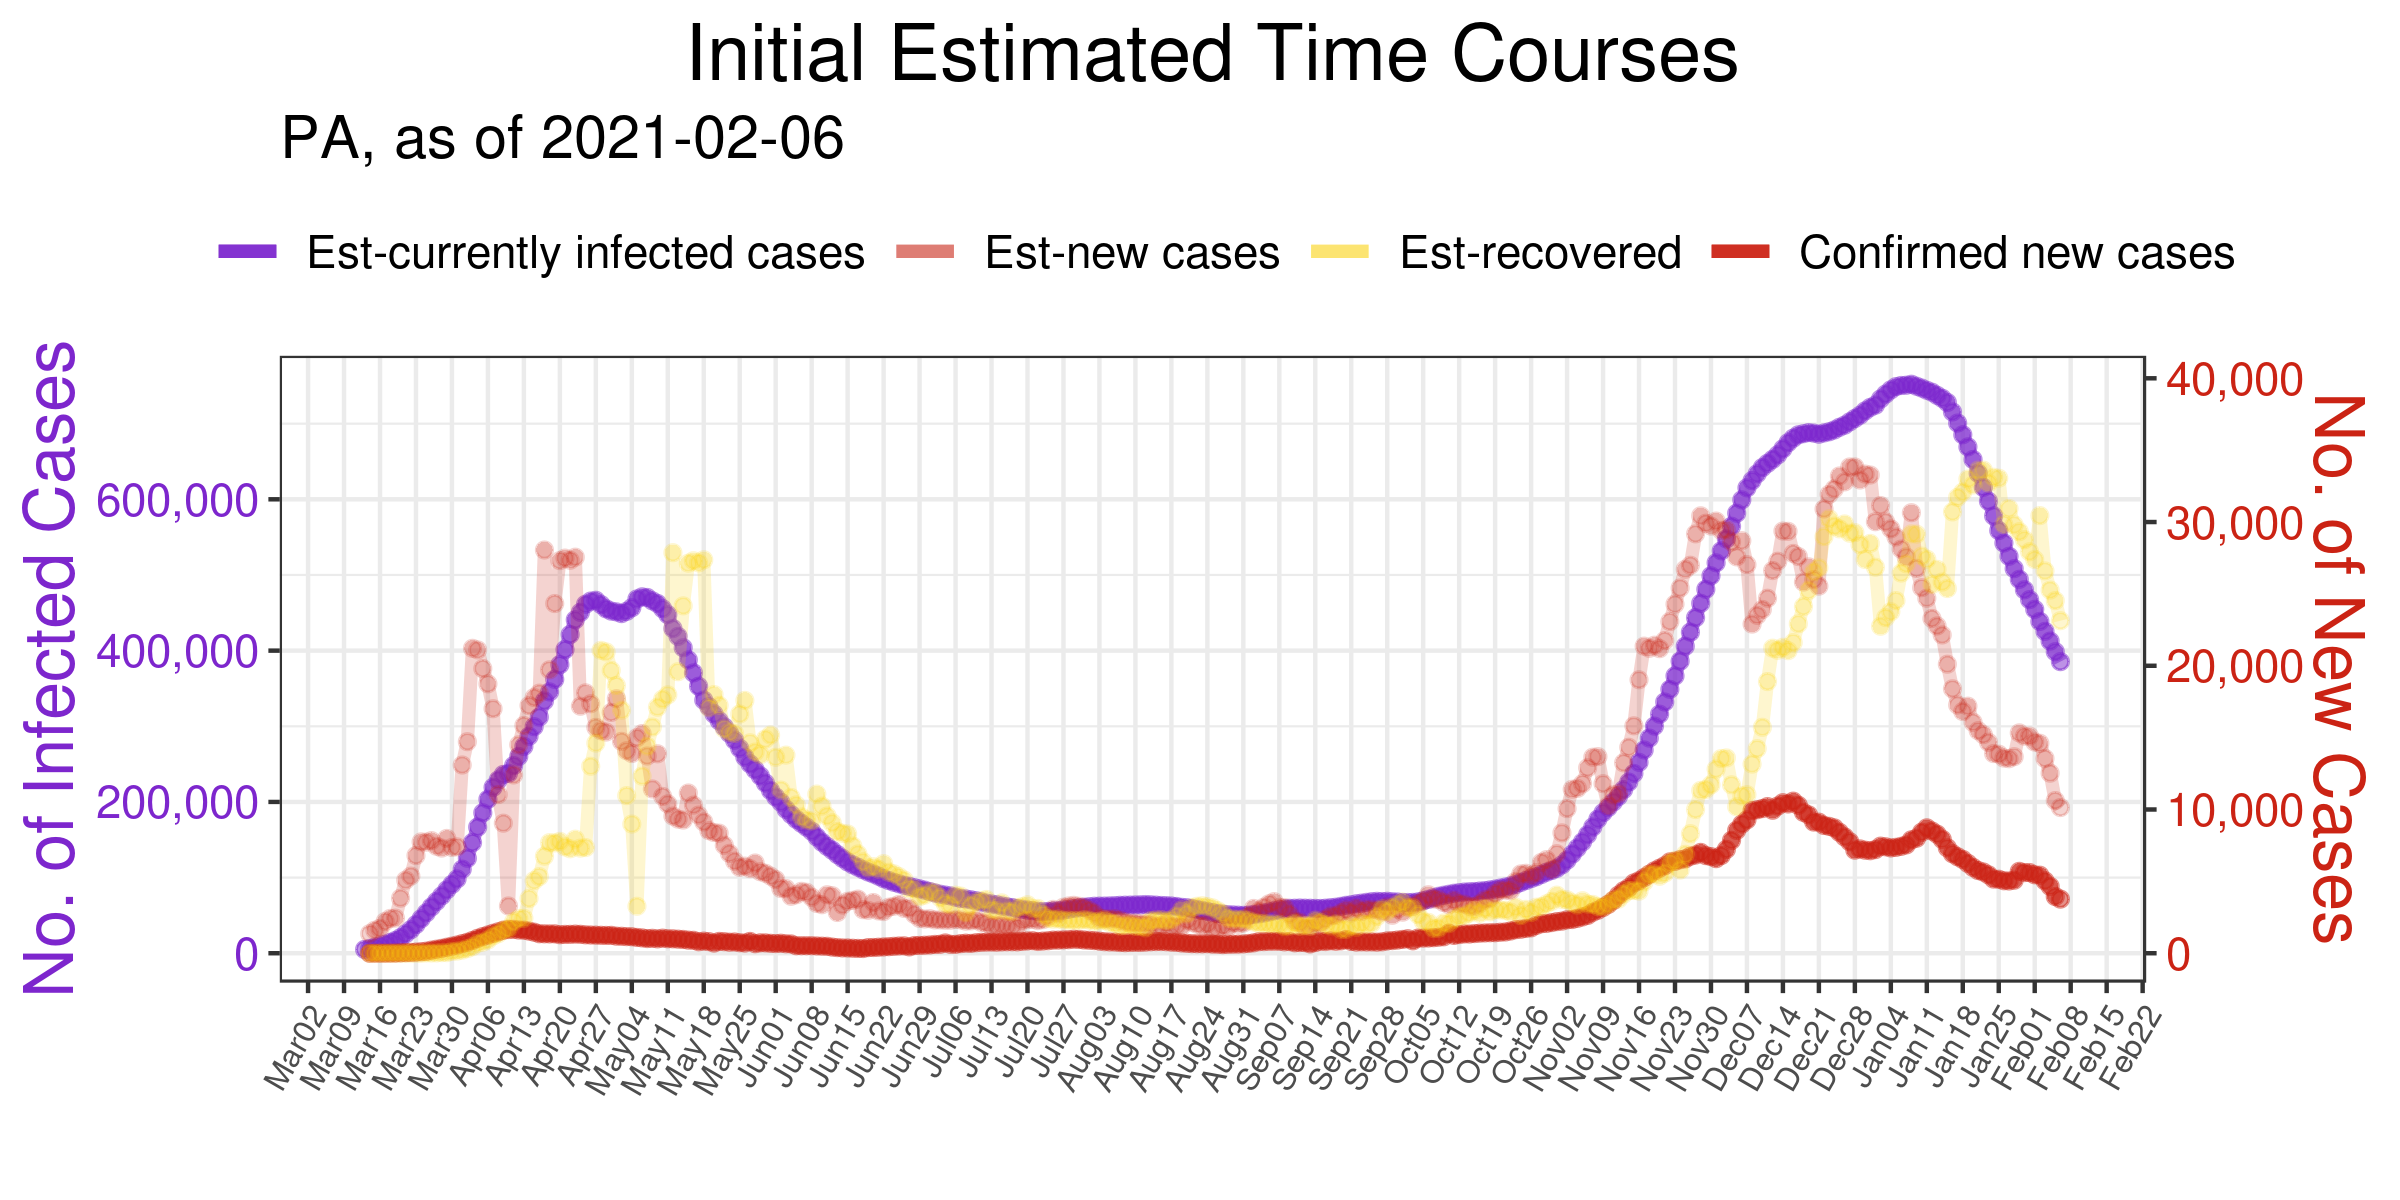 Initial Estimated Time Courses
PA, as of 2021-02-06
Est-currently infected cases Est-new cases Est-recovered Confirmed new cases
No. of Infected Cases
600,000
400,000
200,000
0
40,000
30,000
20,000
10,000
0
No. of New Cases
Mar02 Mar09 Mar16 Mar23 Mar30 Apr06 Apr13 Apr20 Apr27 May04 May11 May18 May25 Jun01 Jun08 Jun15 Jun22 Jun29 Jul06 Jul13 Jul20 Jul27 Aug03 Aug10 Aug17 Aug24 Aug31 Sep07 Sep14 Sep21 Sep28 Oct05 Oct12 Oct19 Oct26 Nov02 Nov09 Nov16 Nov23 Nov30 Dec07 Dec14 Dec21 Dec28 Jan04 Jan11 Jan18 Jan25 Feb01 Feb08 Feb15 Feb22